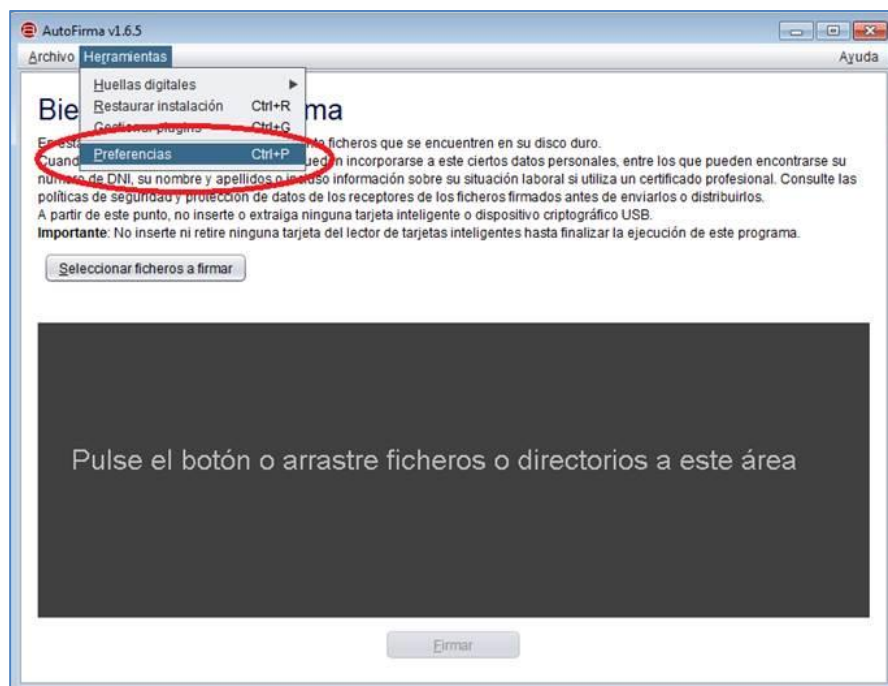 AutoFirma v1.6.5
Archivo Herramientas Ayuda
Huellas digitales
Restaurar instalación Ctrl+R
Gestionar plugins Ctrl+G
Preferencias Ctrl+P
Bie ma
En está ficheros que se encuentren en su disco duro.
Cuand pueden incorporarse a este ciertos datos personales, entre los que pueden encontrarse su
número de DNI, su nombre y apellidos o incluso información sobre su situación laboral si utiliza un certificado profesional. Consulte las
políticas de seguridad y protección de datos de los receptores de los ficheros firmados antes de enviarlos o distribuirlos.
A partir de este punto, no inserte o extraiga ninguna tarjeta inteligente o dispositivo criptográfico USB.
Importante: No inserte ni retire ninguna tarjeta del lector de tarjetas inteligentes hasta finalizar la ejecución de este programa.
Seleccionar ficheros a firmar
Pulse el botón o arrastre ficheros o directorios a este área
Firmar